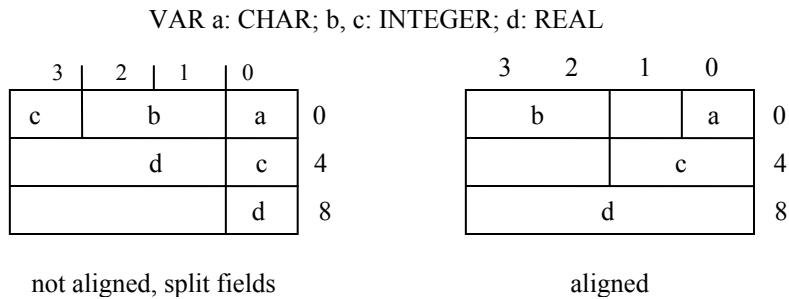 VAR a: CHAR; b, c: INTEGER; d: REAL
3 2 1 0
c b a 0
d c 4
d 8
not aligned, split fields
3 2 1 0
b a 0
c 4
d 8
aligned